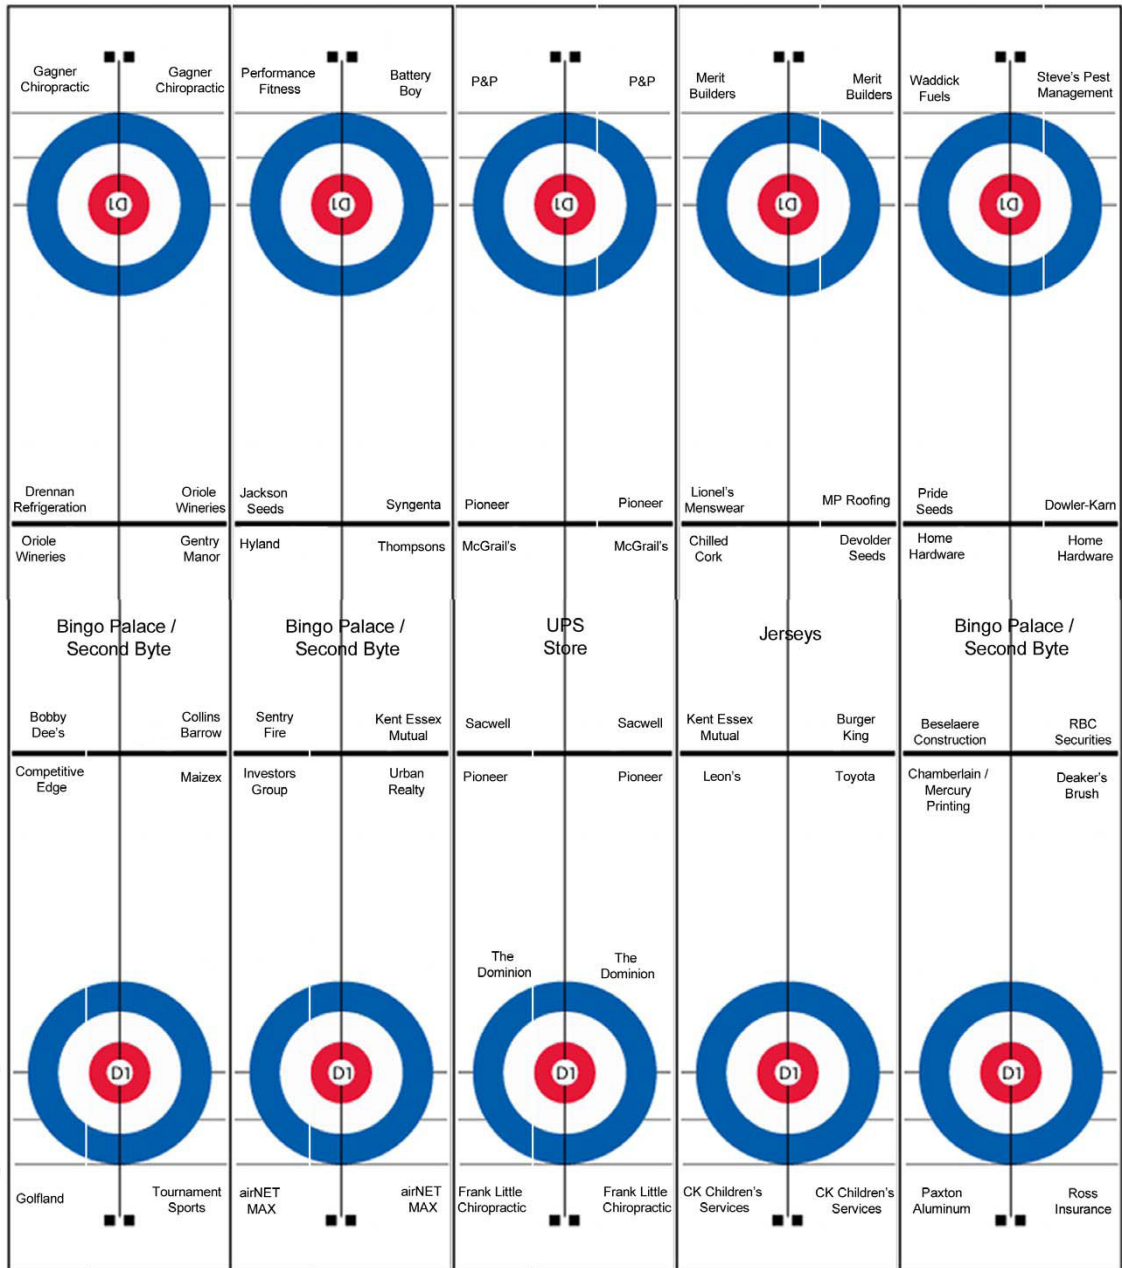 Gagner
Chiropractic
Gagner
Chiropractic
Performance
Fitness
Battery
Boy
P&P
P&P
Merit
Builders
Merit
Builders
Waddick
Fuels
Steve's Pest
Management
D1
D1
D1
D1
D1
Drennan
Refrigeration
Oriole
Wineries
Jackson
Seeds
Syngenta
Pioneer
Pioneer
Lionel's
Menswear
MP Roofing
Pride
Seeds
Dowler-Karn
Oriole
Wineries
Gentry
Manor
Hyland
Thompsons
McGrail's
McGrail's
Chilled
Cork
Devolder
Seeds
Home
Hardware
Home
Hardware
Bingo Palace /
Second Byte
Bingo Palace /
Second Byte
UPS
Store
Jerseys
Bingo Palace /
Second Byte
Bobby
Dee's
Collins
Barrow
Sentry
Fire
Kent Essex
Mutual
Sacwell
Sacwell
Kent Essex
Mutual
Burger
King
Beselaere
Construction
RBC
Securities
Competitive
Edge
Maizex
Investors
Group
Urban
Realty
Pioneer
Pioneer
Leon's
Toyota
Chamberlain /
Mercury
Printing
Deaker's
Brush
The
Dominion
The
Dominion
D1
D1
D1
D1
D1
Golfland
Tournament
Sports
airNET
MAX
airNET
MAX
Frank Little
Chiropractic
Frank Little
Chiropractic
CK Children's
Services
CK Children's
Services
Paxton
Aluminum
Ross
Insurance